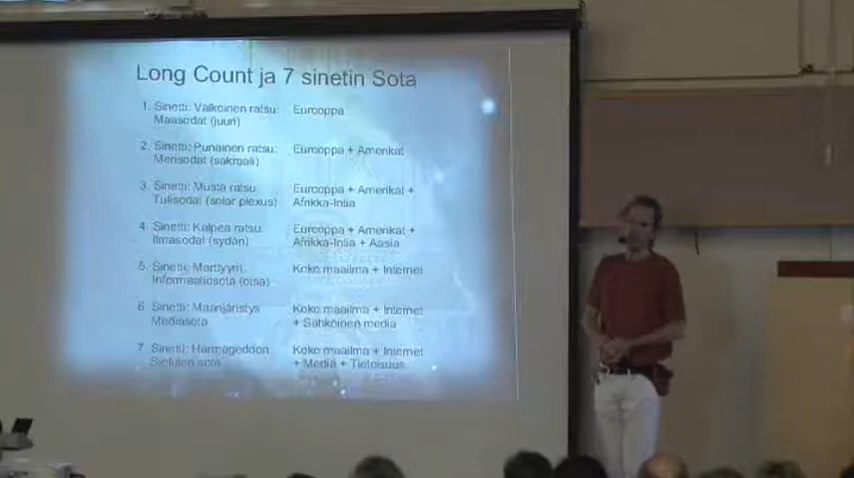 Long Count ja 7 sinetin Sota
1. Sinetti: Valkoinen ratsu: Eurooppa
Maasodat (juuri)
2. Sinetti: Punainen ratsu: Eurooppa + Amerikat
Merisodat (sakraali)
3. Sinetti: Musta ratsu Eurooppa + Amerikat +
Tulisodat (solar plexus) Afrikka-Intia
4. Sinetti: Kalpea ratsu: Eurooppa + Amerikat +
Ilmasodat (sydän) Afrikka-Intia + Aasia
5. Sinetti: Marttyyrit Koko maailma + Internet
Informaatiosota (otsa)
6. Sinetti: Maanjäristys Koko maailma + Internet
Mediasota + Sähköinen media
7. Sinetti: Harmageddon Koko maailma + Internet
Sielujen sota + Media + Tietoisuus